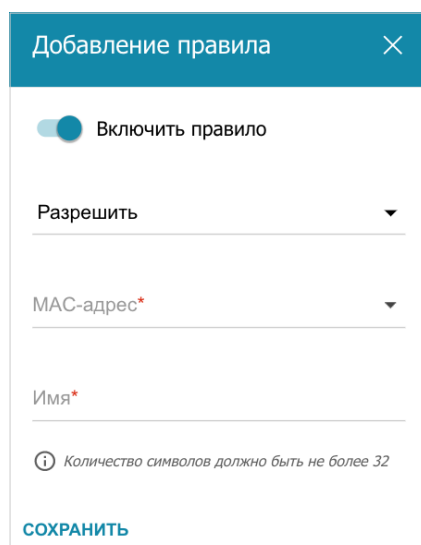 Добавление правила
Включить правило
Разрешить
MAC-адрес*
Имя*
Количество символов должно быть не более 32
СОХРАНИТЬ